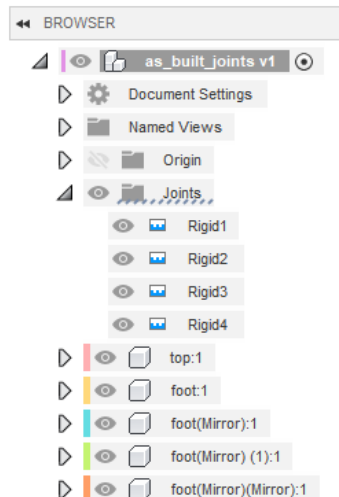 BROWSER
as_built_joints v1
Document Settings
Named Views
Origin
Joints
Rigid1
Rigid2
Rigid3
Rigid4
top:1
foot:1
foot(Mirror):1
foot(Mirror) (1):1
foot(Mirror)(Mirror):1